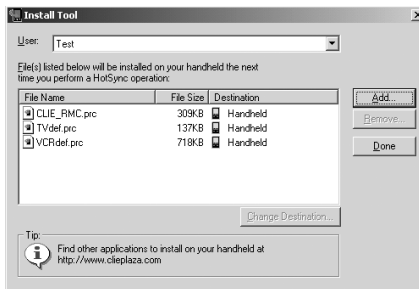 Install Tool
User: Test
File(s) listed below will be installed on your handheld the next
time you perform a HotSync operation:
File Name File Size Destination
CLIE_RMC.prc 309KB Handheld
TVdef.prc 137KB Handheld
VCRdef.prc 718KB Handheld
Add...
Remove...
Done
Change Destination...
Tip:
Find other applications to install on your handheld at
http://www.clieplaza.com